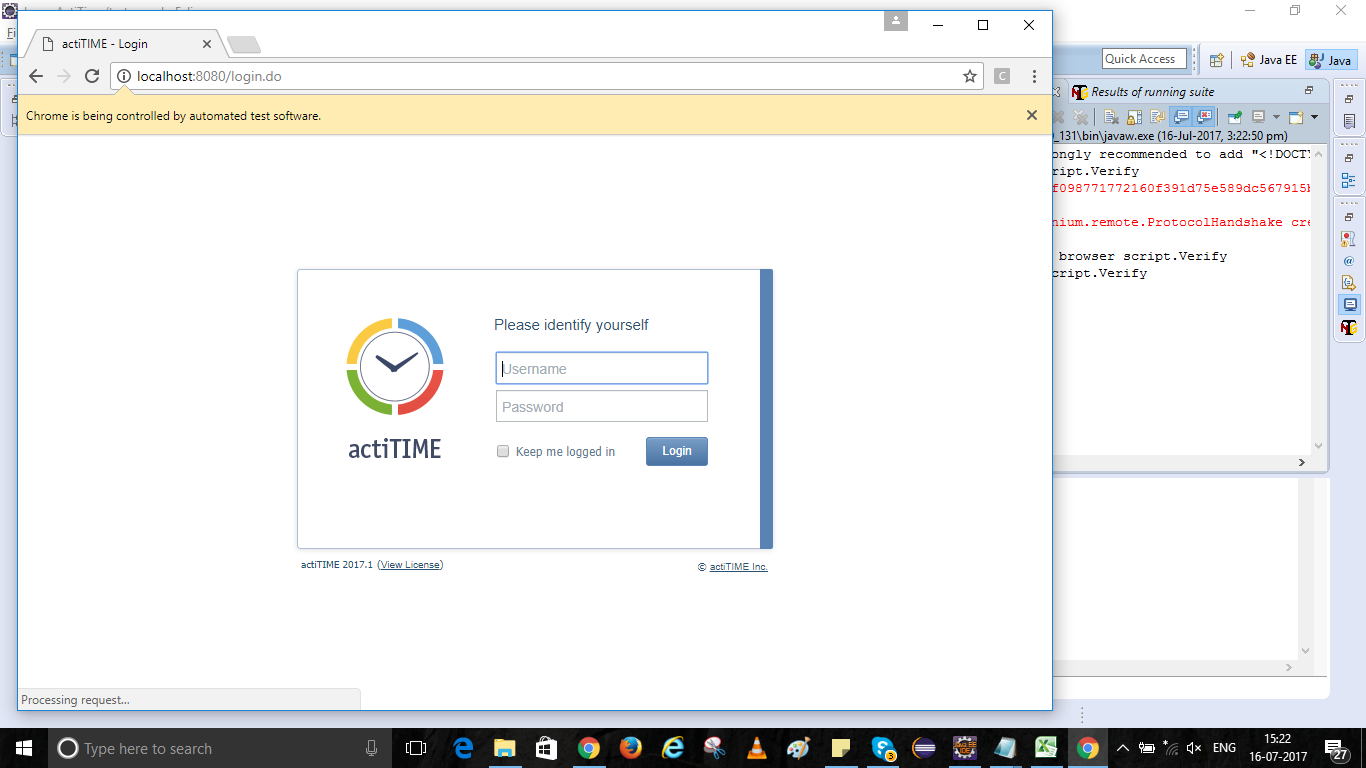 actiTIME - Login
localhost:8080/login.do
Chrome is being controlled by automated test software.
Please identify yourself
Username
Password
Keep me logged in
Login
actiTIME
actiTIME 2017.1 (View License)
© actiTIME Inc.
Processing request...
Quick Access
Java EE
Java
Results of running suite
_131\bin\javaw.exe (16-Jul-2017, 3:22:50 pm)
ongly recommended to add "<!DOCTY
ript.Verify
f098771772160f391d75e589dc567915b
nium.remote.ProtocolHandshake cre
browser script.Verify
cript.Verify
Type here to search
3
ENG
15:22
16-07-2017
27